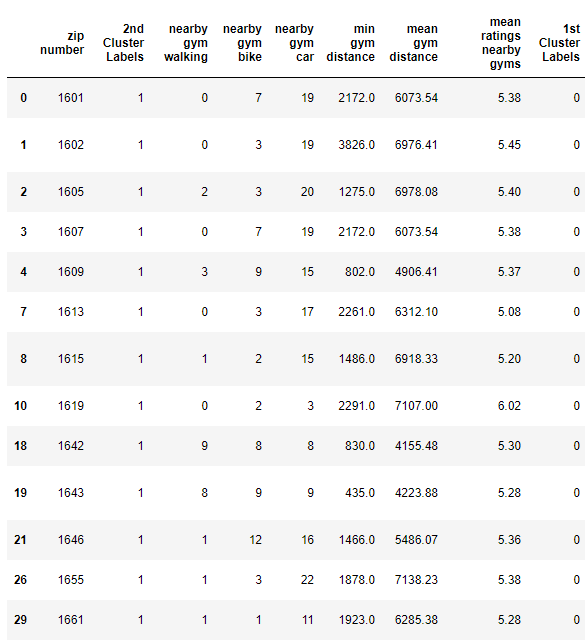 zip number 2nd Cluster Labels nearby gym walking nearby gym bike nearby gym car min gym distance mean gym distance mean ratings nearby gyms 1st Cluster Labels
0 1601 1 0 7 19 2172.0 6073.54 5.38 0
1 1602 1 0 3 19 3826.0 6976.41 5.45 0
2 1605 1 2 3 20 1275.0 6978.08 5.40 0
3 1607 1 0 7 19 2172.0 6073.54 5.38 0
4 1609 1 3 9 15 802.0 4906.41 5.37 0
7 1613 1 0 3 17 2261.0 6312.10 5.08 0
8 1615 1 1 2 15 1486.0 6918.33 5.20 0
10 1619 1 0 2 3 2291.0 7107.00 6.02 0
18 1642 1 9 8 8 830.0 4155.48 5.30 0
19 1643 1 8 9 9 435.0 4223.88 5.28 0
21 1646 1 1 12 16 1466.0 5486.07 5.36 0
26 1655 1 1 3 22 1878.0 7138.23 5.38 0
29 1661 1 1 1 11 1923.0 6285.38 5.28 0